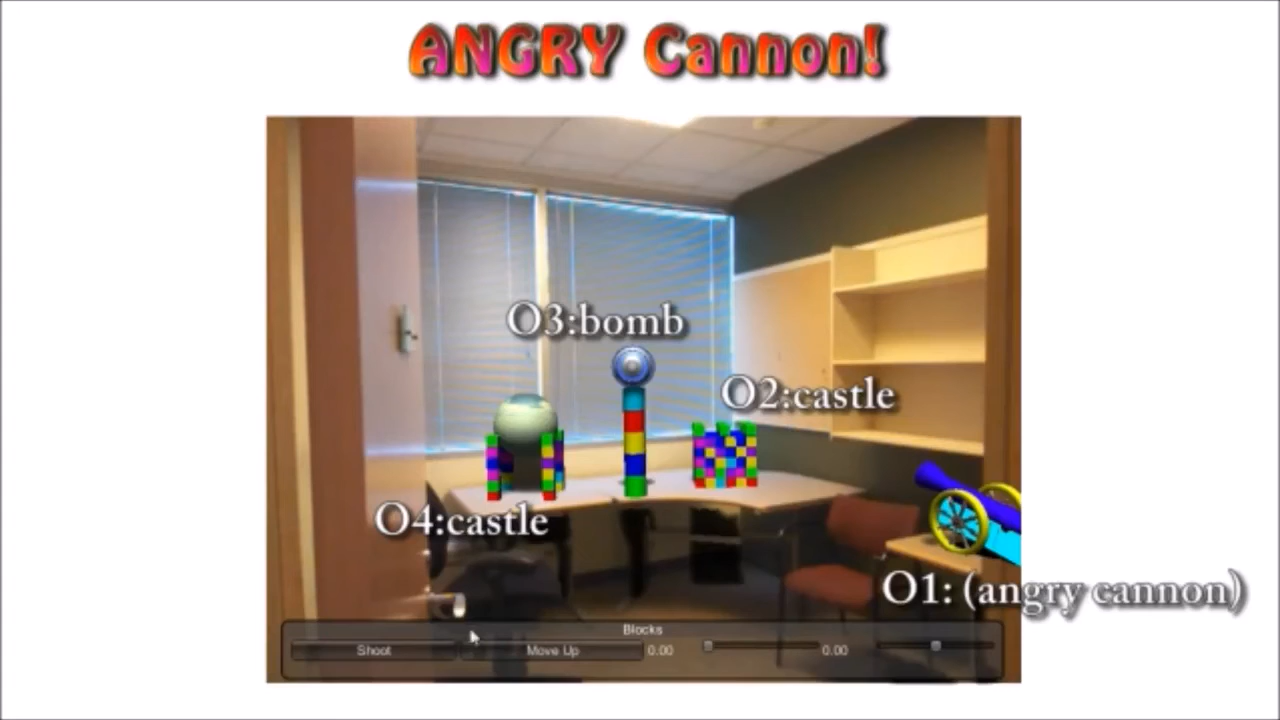 ANGRY Cannon!
O3:bomb
O2:castle
O4:castle
O1: (angry cannon)
Blocks
Shoot Move Up 0.00 0.00